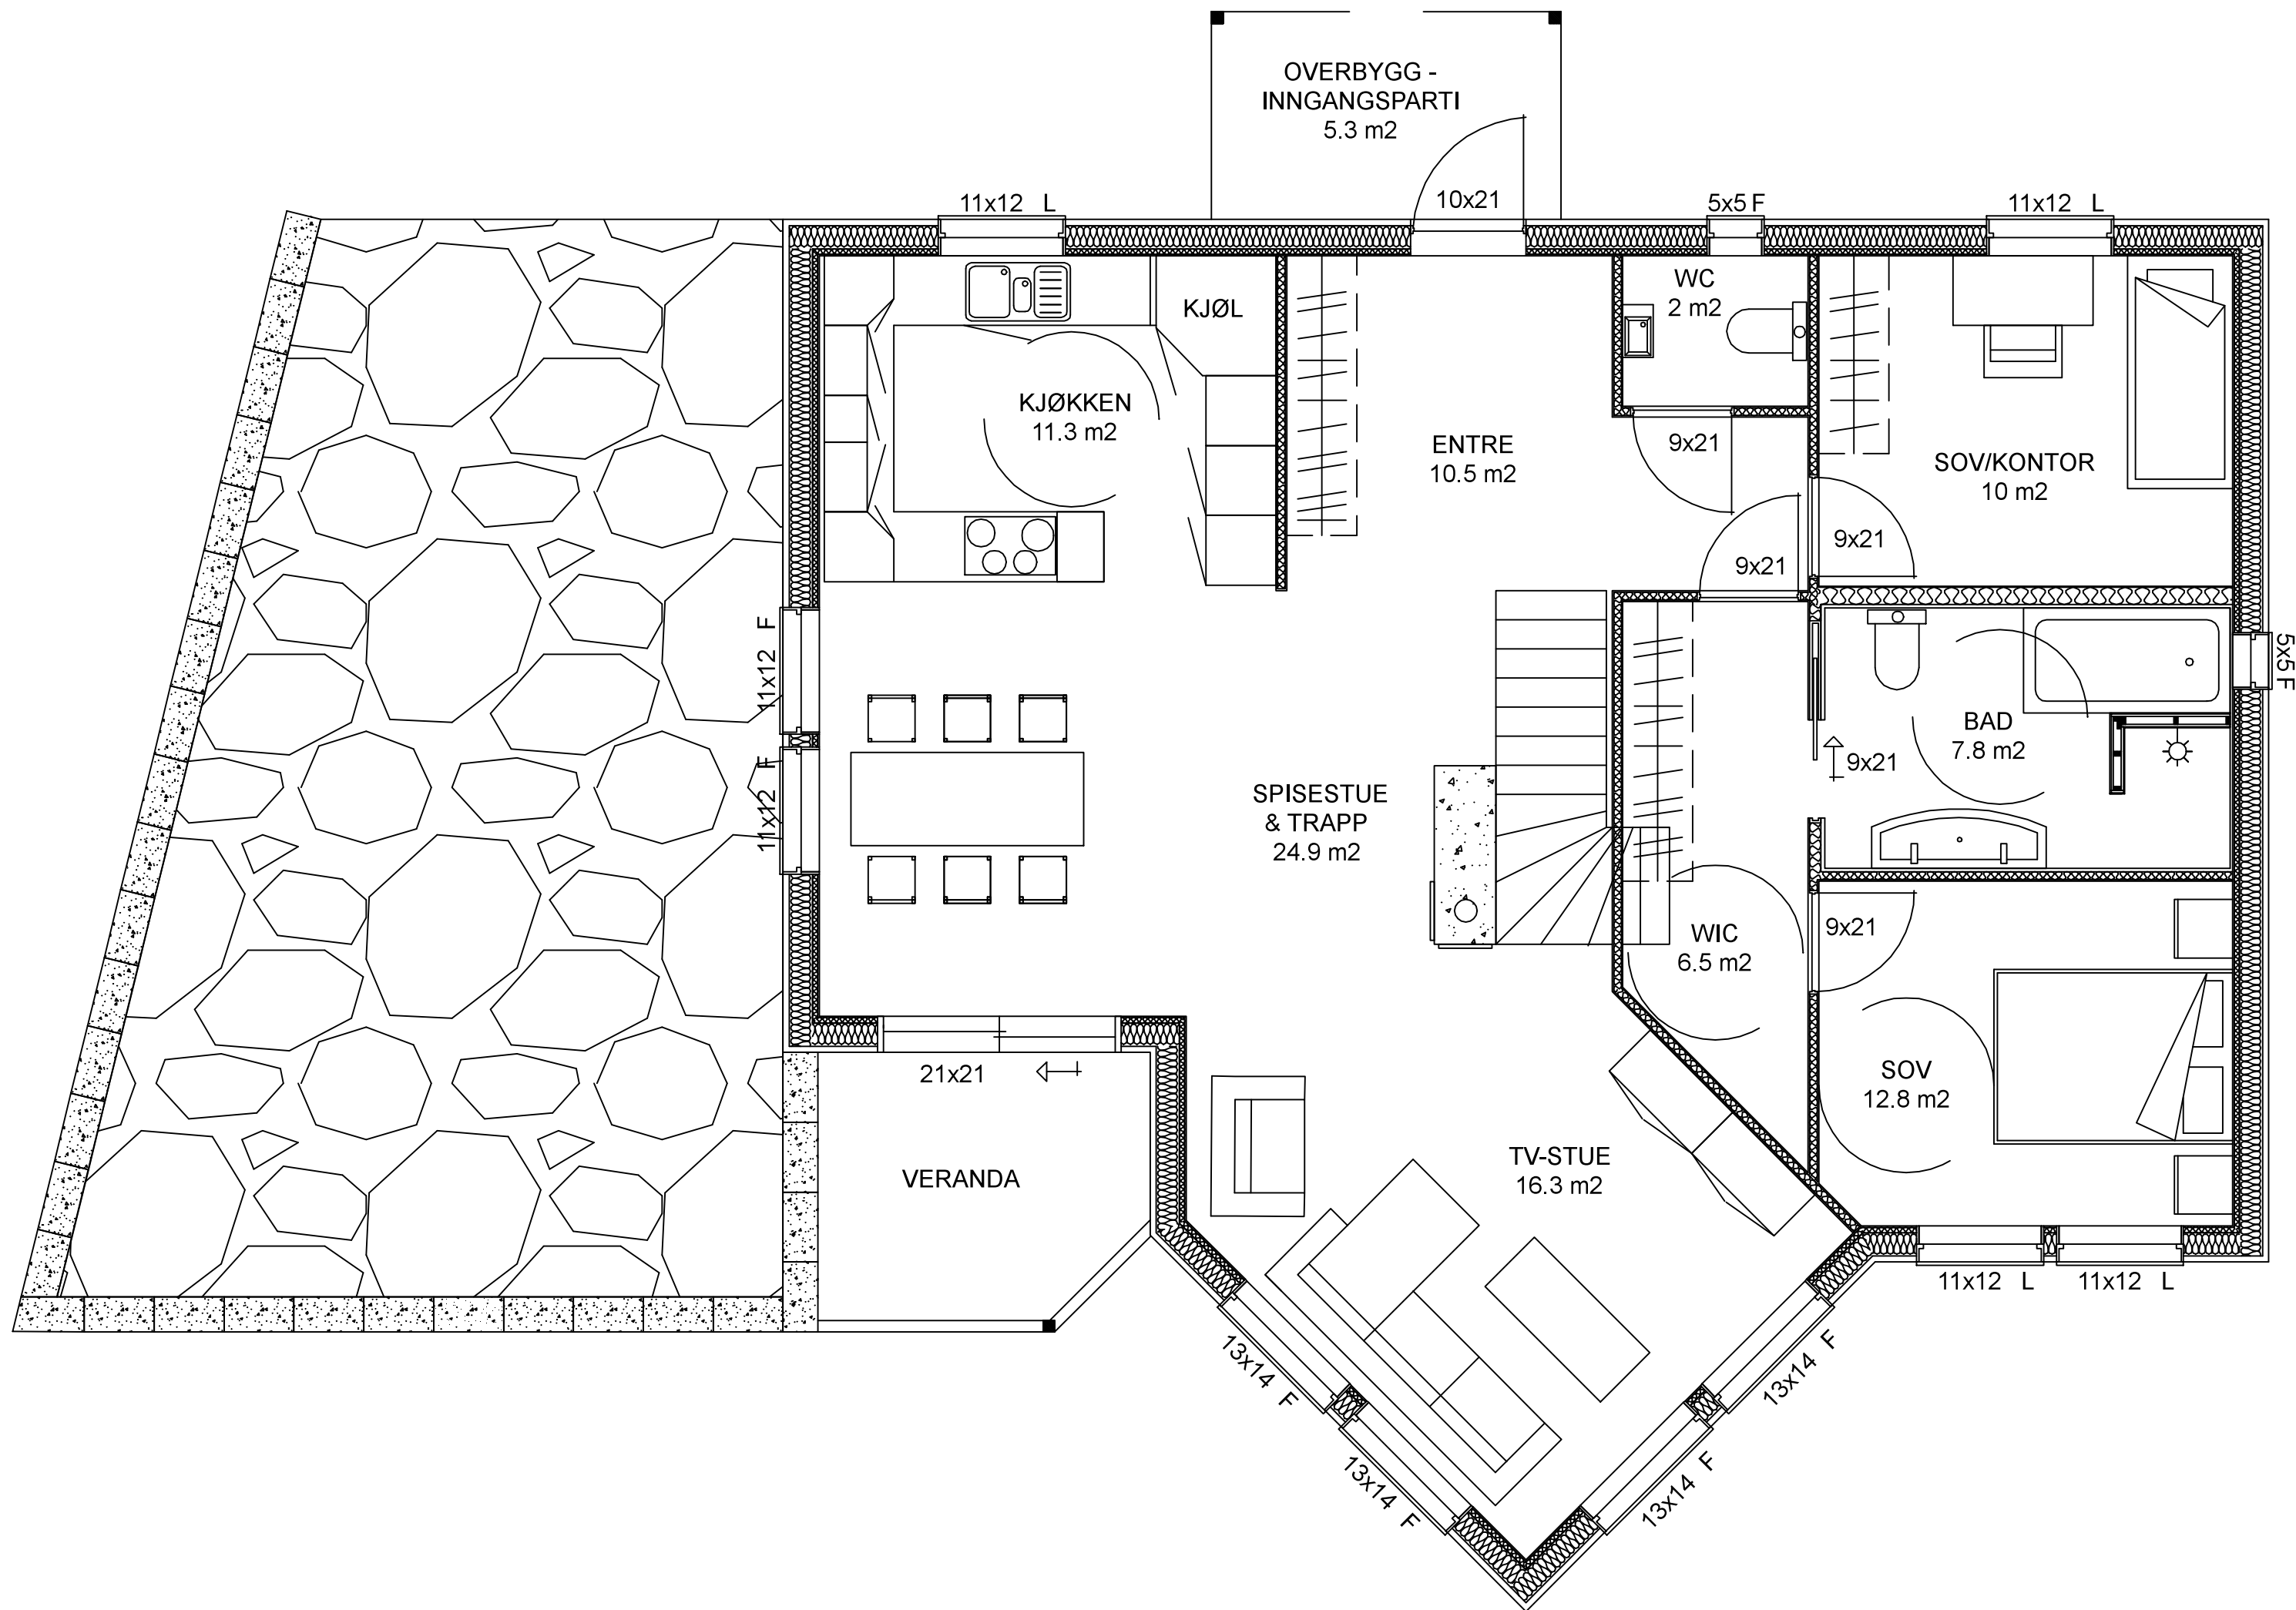 OVERBYGG -
INNGANGSPARTI
5.3 m2
11x12 L
10x21
5x5 F
11x12 L
WC
2 m2
KJØL
KJØKKEN
11.3 m2
ENTRE
10.5 m2
9x21
SOV/KONTOR
10 m2
9x21
9x21
11x12 F
5x5 F
BAD
7.8 m2
9x21
11x12 F
SPISESTUE
& TRAPP
24.9 m2
WIC
6.5 m2
9x21
21x21
SOV
12.8 m2
VERANDA
TV-STUE
16.3 m2
11x12 L
11x12 L
13x14 F
13x14 F
13x14 F
13x14 F